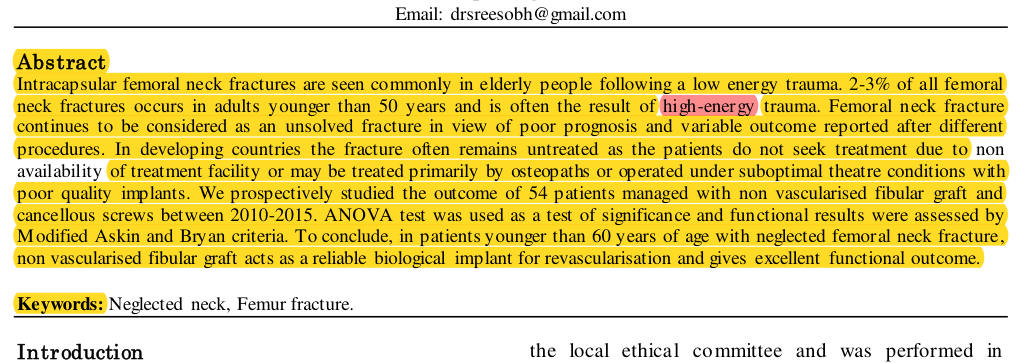 Email: drsreesobh@gmail.com
Abstract
Intracapsular femoral neck fractures are seen commonly in elderly people following a low energy trauma. 2-3% of all femoral
neck fractures occurs in adults younger than 50 years and is often the result of high-energy trauma. Femoral neck fracture
continues to be considered as an unsolved fracture in view of poor prognosis and variable outcome reported after different
procedures. In developing countries the fracture often remains untreated as the patients do not seek treatment due to non
availability of treatment facility or may be treated primarily by osteopaths or operated under suboptimal theatre conditions with
poor quality implants. We prospectively studied the outcome of 54 patients managed with non vascularised fibular graft and
cancellous screws between 2010-2015. ANOVA test was used as a test of significance and functional results were assessed by
Modified Askin and Bryan criteria. To conclude, in patients younger than 60 years of age with neglected femoral neck fracture,
non vascularised fibular graft acts as a reliable biological implant for revascularisation and gives excellent functional outcome.
Keywords: Neglected neck, Femur fracture.
Introduction
the local ethical committee and was performed in